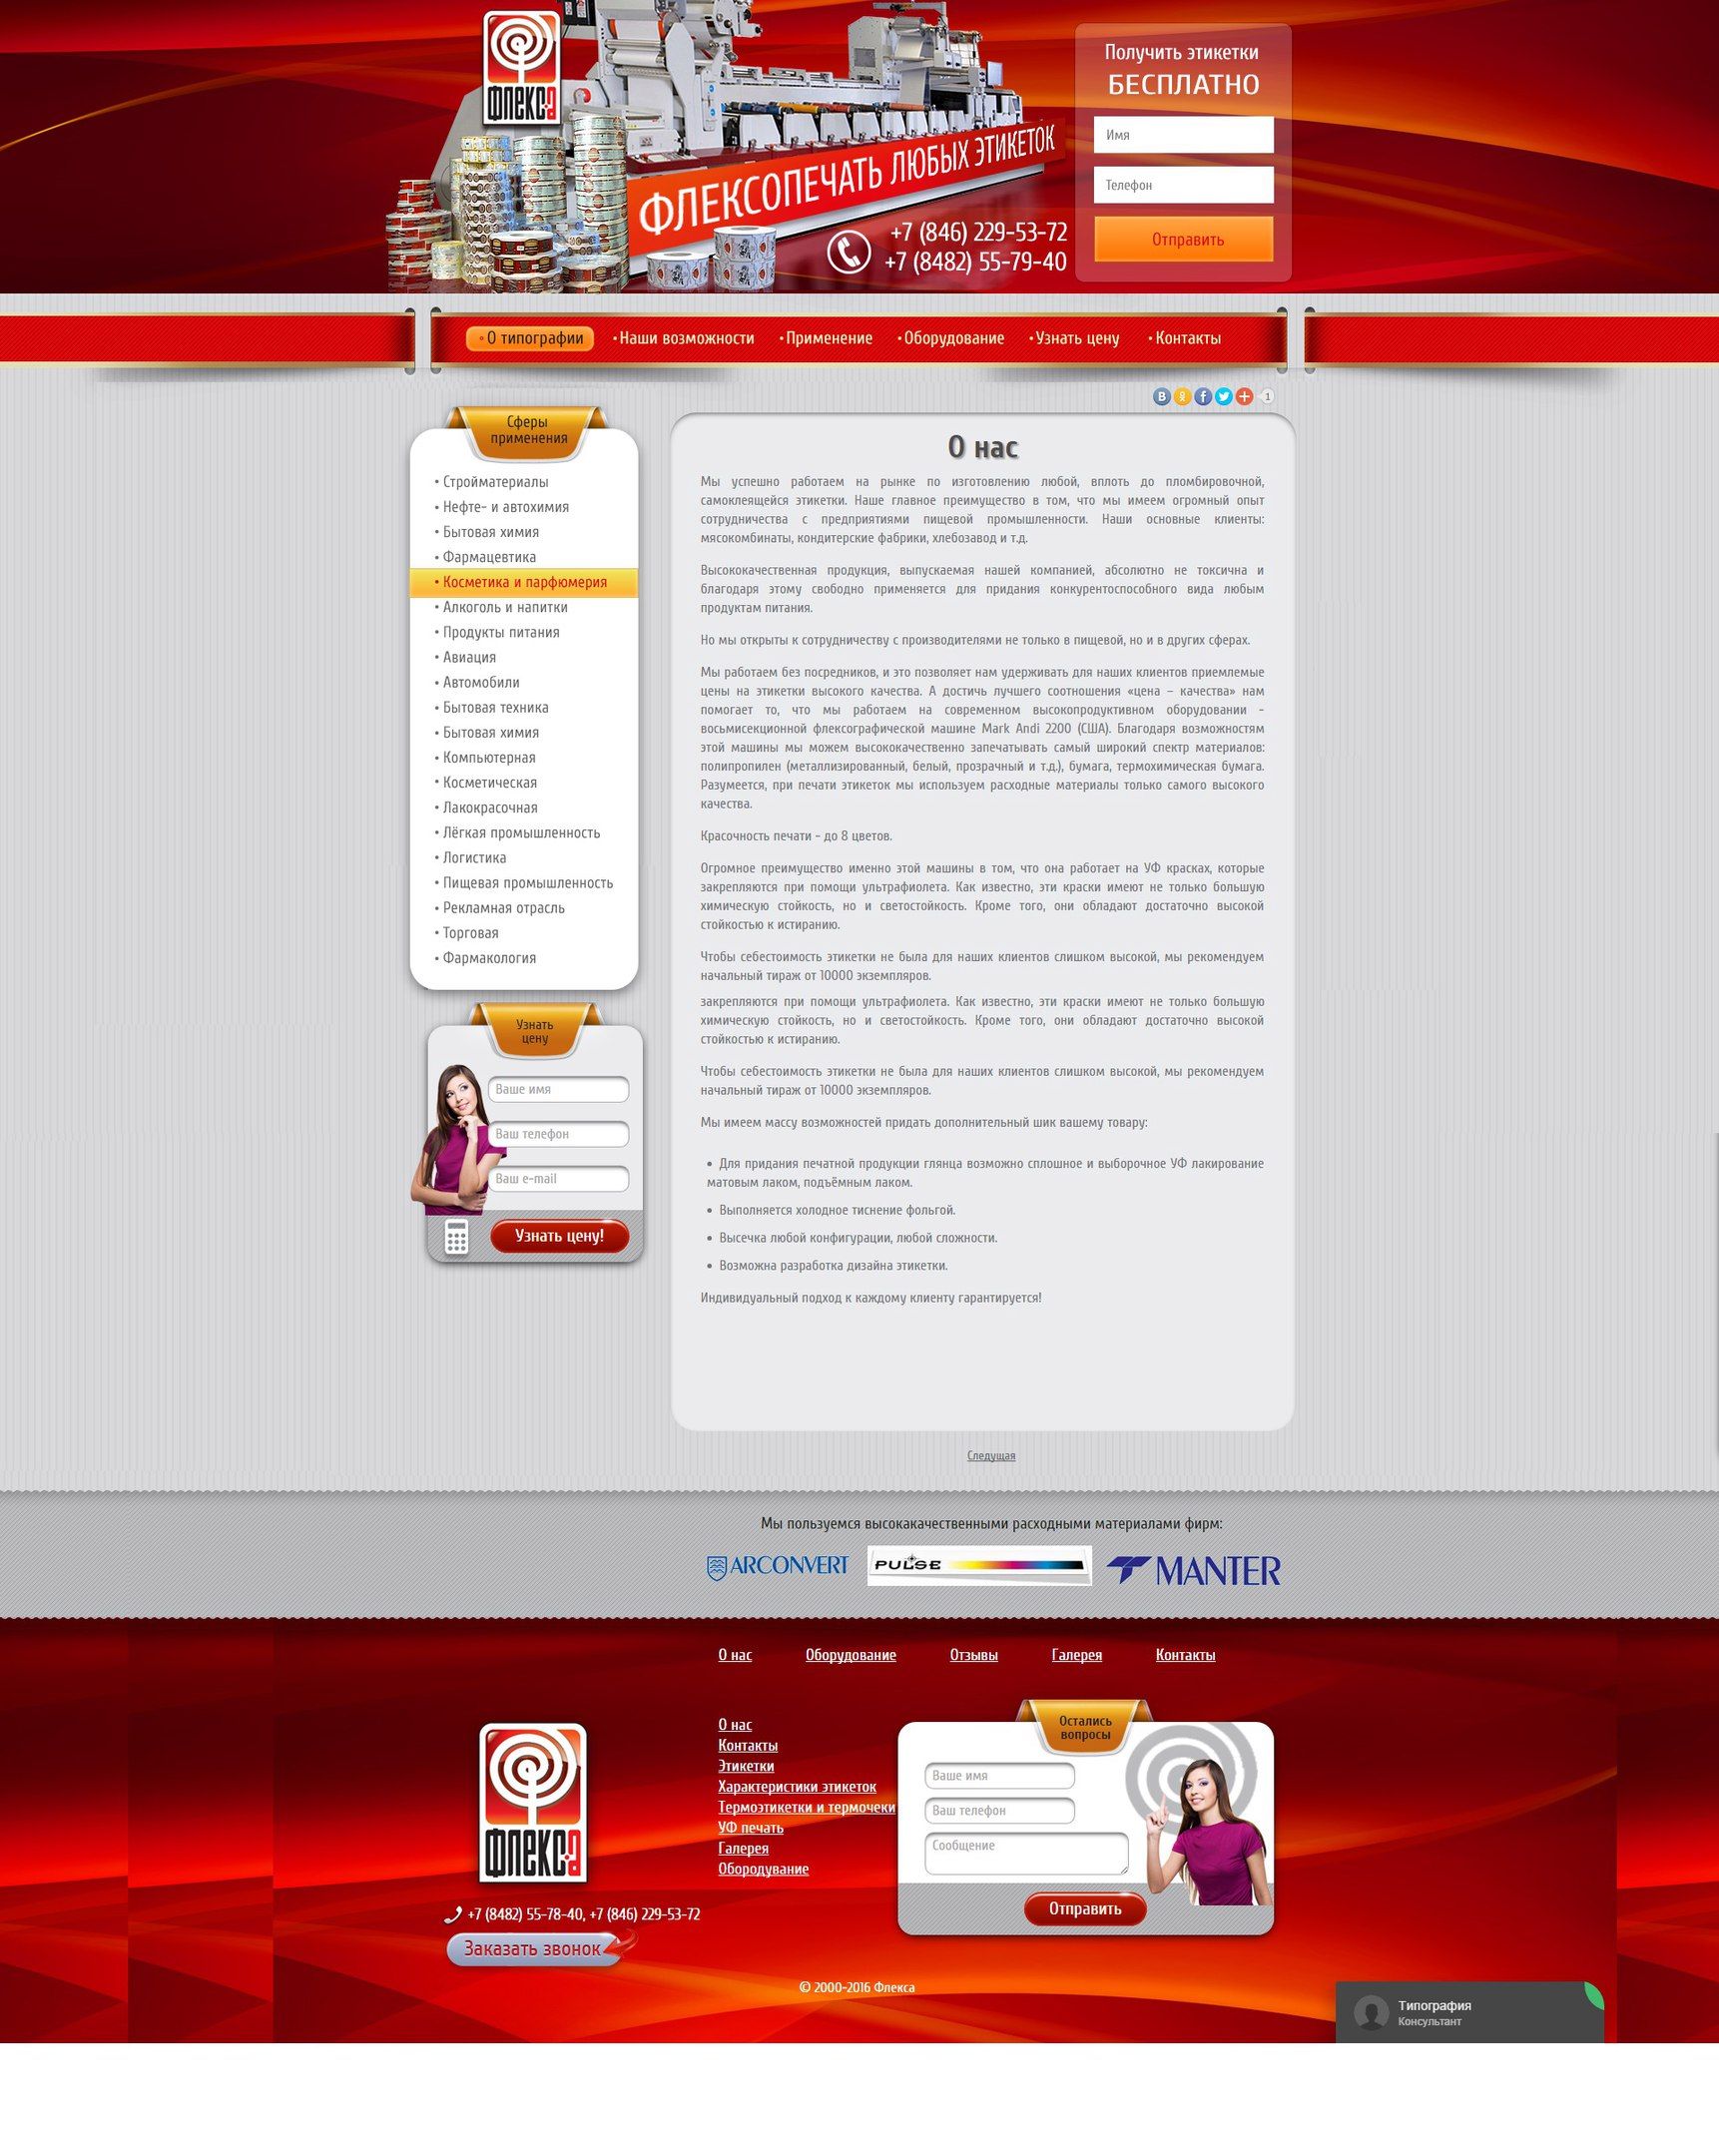 ФЛЕКСА
Получить этикетки
БЕСПЛАТНО
Имя
Телефон
Отправить
ФЛЕКСОПЕЧАТЬ ЛЮБЫХ ЭТИКЕТОК
+7 (846) 229-53-72
+7 (8482) 55-79-40
• О типографии • Наши возможности • Применение • Оборудование • Узнать цену • Контакты
1
Сферы
применения
• Стройматериалы
• Нефте- и автохимия
• Бытовая химия
• Фармацевтика
• Косметика и парфюмерия
• Алкоголь и напитки
• Продукты питания
• Авиация
• Автомобили
• Бытовая техника
• Бытовая химия
• Компьютерная
• Косметическая
• Лакокрасочная
• Лёгкая промышленность
• Логистика
• Пищевая промышленность
• Рекламная отрасль
• Торговая
• Фармакология
Узнать
цену
Ваше имя
Ваш телефон
Ваш e-mail
Узнать цену!
О нас
Мы успешно работаем на рынке по изготовлению любой, вплоть до пломбировочной,
самоклеящейся этикетки. Наше главное преимущество в том, что мы имеем огромный опыт
сотрудничества с предприятиями пищевой промышленности. Наши основные клиенты:
мясокомбинаты, кондитерские фабрики, хлебозавод и т.д.
Высококачественная продукция, выпускаемая нашей компанией, абсолютно не токсична и
благодаря этому свободно применяется для придания конкурентоспособного вида любым
продуктам питания.
Но мы открыты к сотрудничеству с производителями не только в пищевой, но и в других сферах.
Мы работаем без посредников, и это позволяет нам удерживать для наших клиентов приемлемые
цены на этикетки высокого качества. А достичь лучшего соотношения «цена – качества» нам
помогает то, что мы работаем на современном высокопродуктивном оборудовании -
восьмисекционной флексографической машине Mark Andi 2200 (США). Благодаря возможностям
этой машины мы можем высококачественно запечатывать самый широкий спектр материалов:
полипропилен (металлизированный, белый, прозрачный и т.д.), бумага, термохимическая бумага.
Разумеется, при печати этикеток мы используем расходные материалы только самого высокого
качества.
Красочность печати - до 8 цветов.
Огромное преимущество именно этой машины в том, что она работает на УФ красках, которые
закрепляются при помощи ультрафиолета. Как известно, эти краски имеют не только большую
химическую стойкость, но и светостойкость. Кроме того, они обладают достаточно высокой
стойкостью к истиранию.
Чтобы себестоимость этикетки не была для наших клиентов слишком высокой, мы рекомендуем
начальный тираж от 10000 экземпляров.
закрепляются при помощи ультрафиолета. Как известно, эти краски имеют не только большую
химическую стойкость, но и светостойкость. Кроме того, они обладают достаточно высокой
стойкостью к истиранию.
Чтобы себестоимость этикетки не была для наших клиентов слишком высокой, мы рекомендуем
начальный тираж от 10000 экземпляров.
Мы имеем массу возможностей придать дополнительный шик вашему товару:
• Для придания печатной продукции глянца возможно сплошное и выборочное УФ лакирование
матовым лаком, подъёмным лаком.
• Выполняется холодное тиснение фольгой.
• Высечка любой конфигурации, любой сложности.
• Возможна разработка дизайна этикетки.
Индивидуальный подход к каждому клиенту гарантируется!
Следущая
Мы пользуемся высокакачественными расходными материалами фирм:
ARCONVERT PULSE MANTER
О нас Оборудование Отзывы Галерея Контакты
ФЛЕКСА
+7 (8482) 55-78-40, +7 (846) 229-53-72
Заказать звонок
О нас
Контакты
Этикетки
Характеристики этикеток
Термоэтикетки и термочеки
УФ печать
Галерея
Обородувание
Остались
вопросы
Ваше имя
Ваш телефон
Сообщение
Отправить
© 2000-2016 Флекса
Типография
Консультант